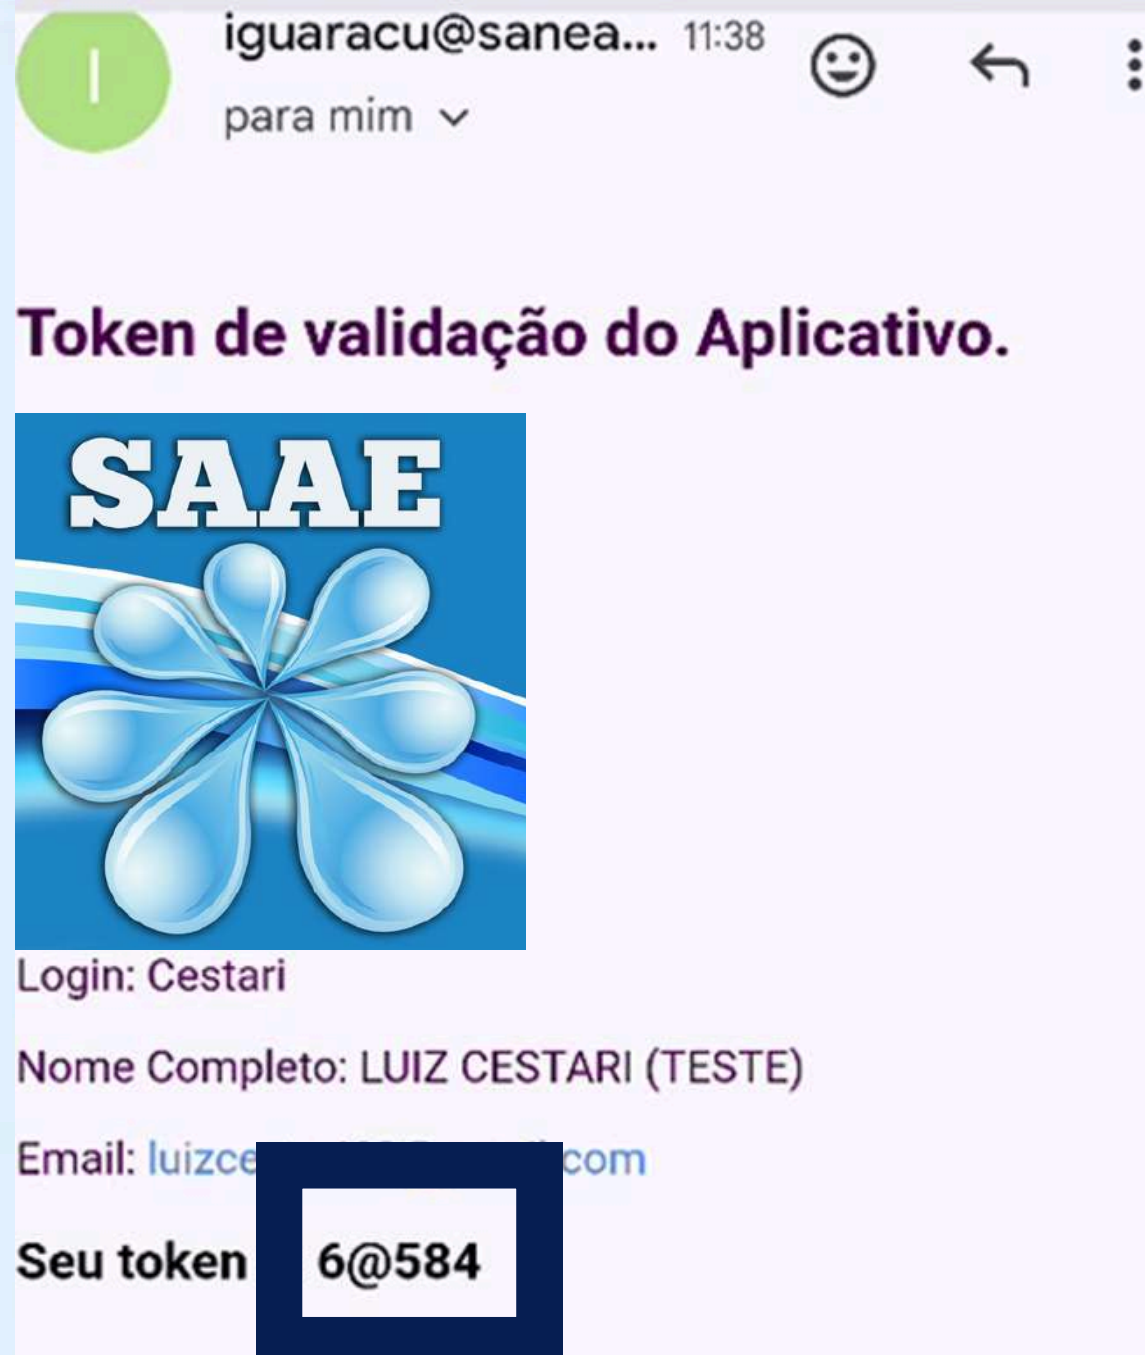 I
iguaracu@sanea... 11:38
para mim
Token de validação do Aplicativo.
SAAE
Login: Cestari
Nome Completo: LUIZ CESTARI (TESTE)
Email: luizce com
Seu token 6@584